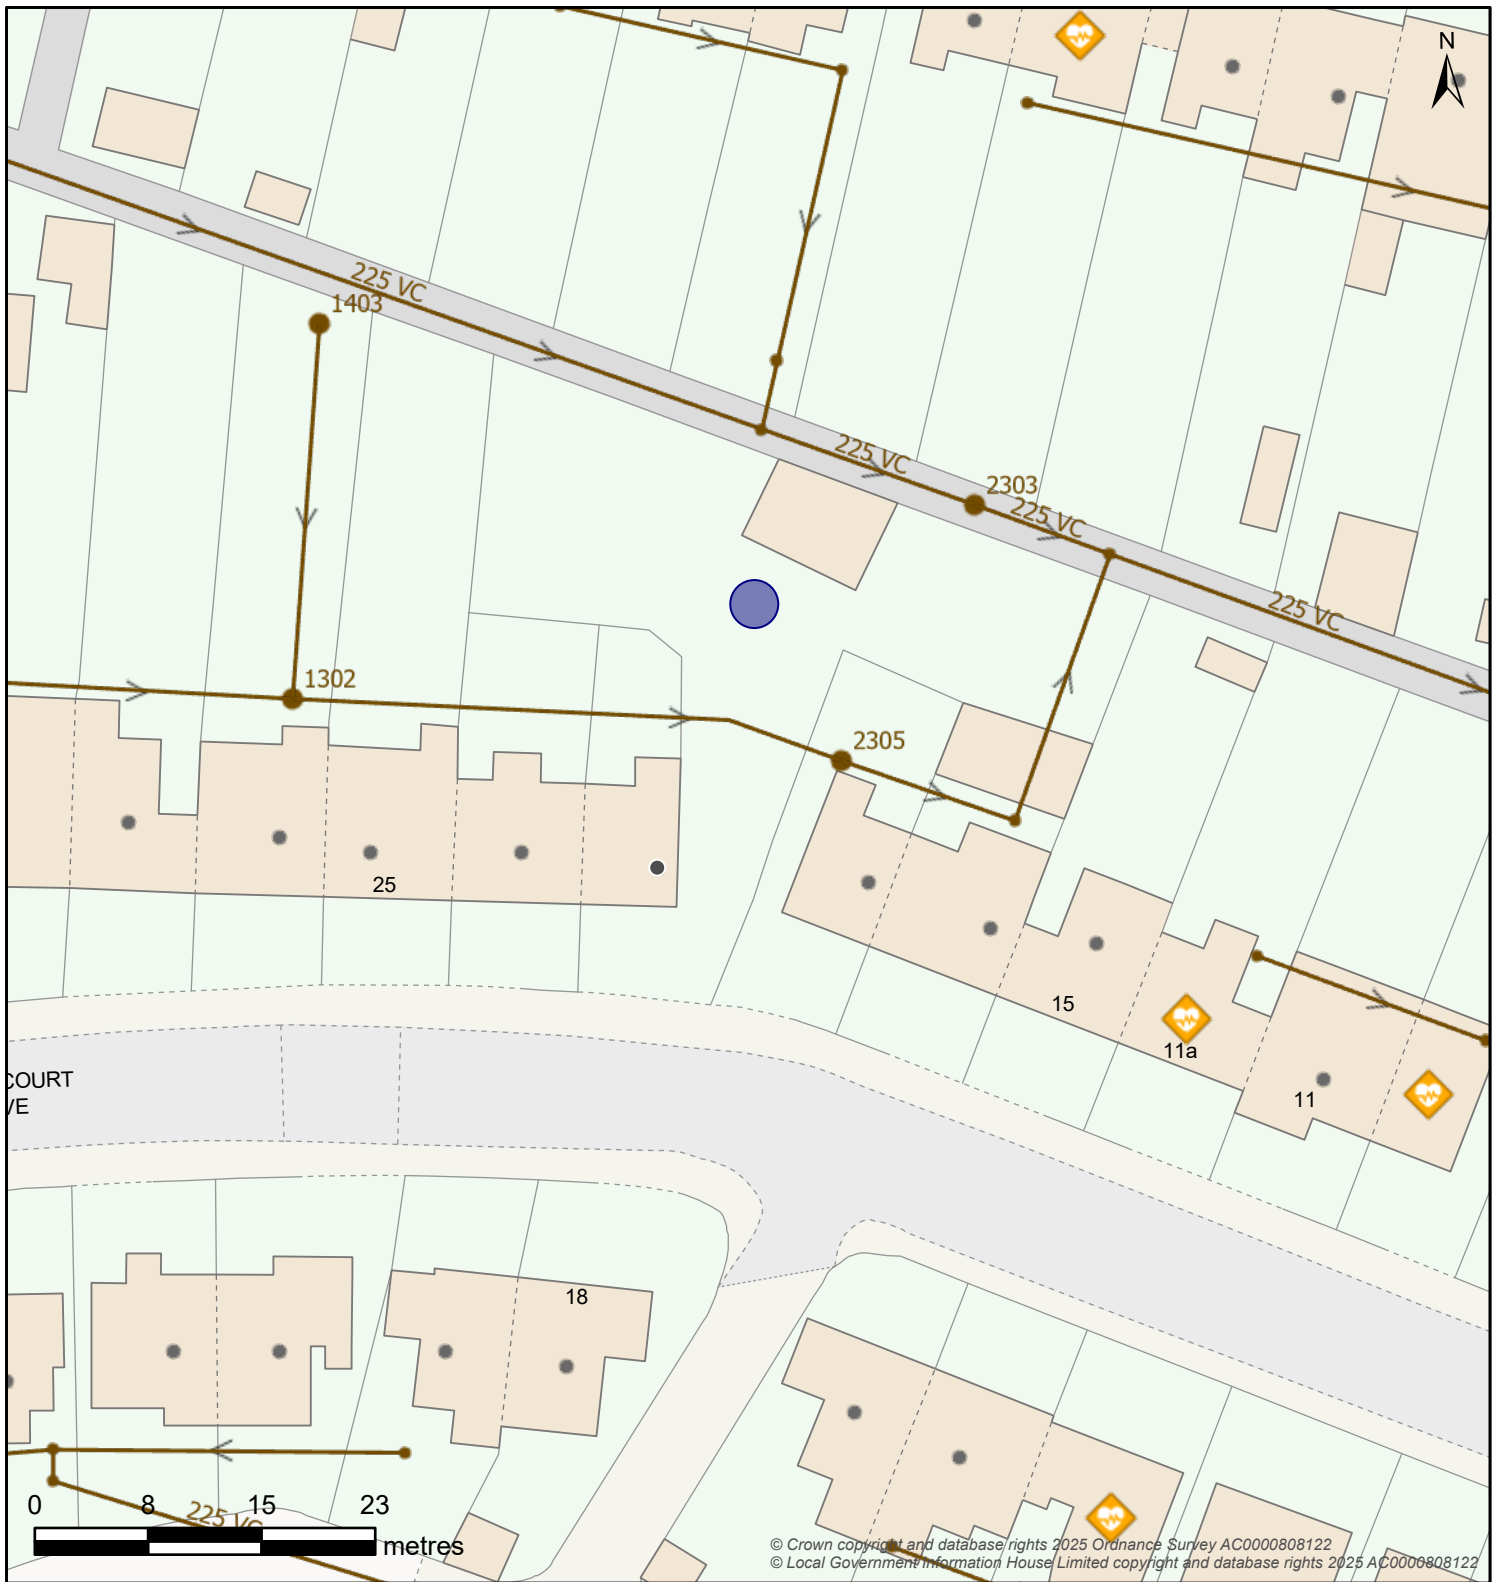 N
225 VC
1403
225 VC
2303
225 VC
225 VC
1302
2305
25
15
11a
11
COURT
VE
18
225 VC
0 8 15 23
metres
© Crown copyright and database rights 2025 Ordnance Survey AC0000808122
© Local Government Information House Limited copyright and database rights 2025 AC0000808122